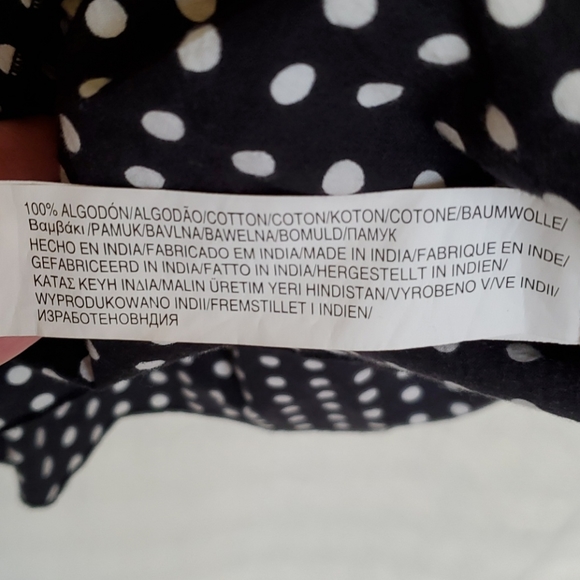 100% ALGODÓN/ALGODÃO/COTTON/COTON/KOTON/COTONE/BAUMWOLLE/
Βαμβάκι/PAMUK/BAVLNA/BAWELNA/BOMULD/ПАМУК
HECHO EN INDIA/FABRICADO EM INDIA/MADE IN INDIA/FABRIQUE EN INDE/
GEFABRICEERD IN INDIA/FATTO IN INDIA/HERGESTELLT IN INDIEN/
ΚΑΤΑΣ ΚΕΥΗ ΙΝΔΙΑ/MALIN ÜRETIM YERI HINDISTAN/VYROBENO V/VE INDII/
WYPRODUKOWANO INDII/FREMSTILLET I INDIEN/
ИЗРАБОТЕНОВНДИЯ